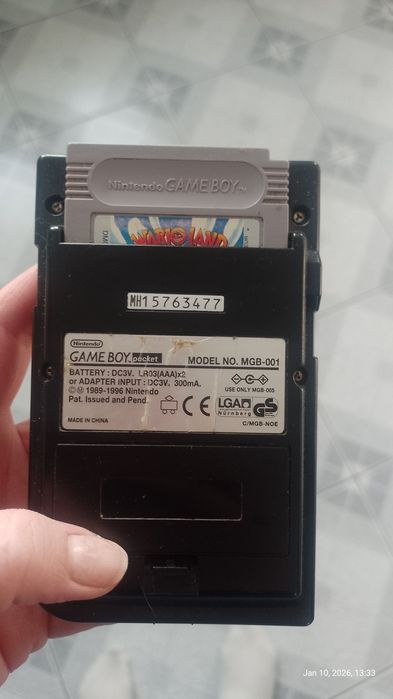 Nintendo GAME BOY TM
WARIO LAND
DMG
MH15763477
Nintendo
GAME BOY pocket MODEL NO. MGB-001
BATTERY : DC3V. LR03(AAA)x2
or ADAPTER INPUT : DC3V. 300mA.
USE ONLY MGB-005
©Ⓜ 1989-1996 Nintendo
Pat. Issued and Pend.
CE
LGA
Nürnberg
GS
MADE IN CHINA
C/MGB-NOE
Jan 10, 2026, 13:33